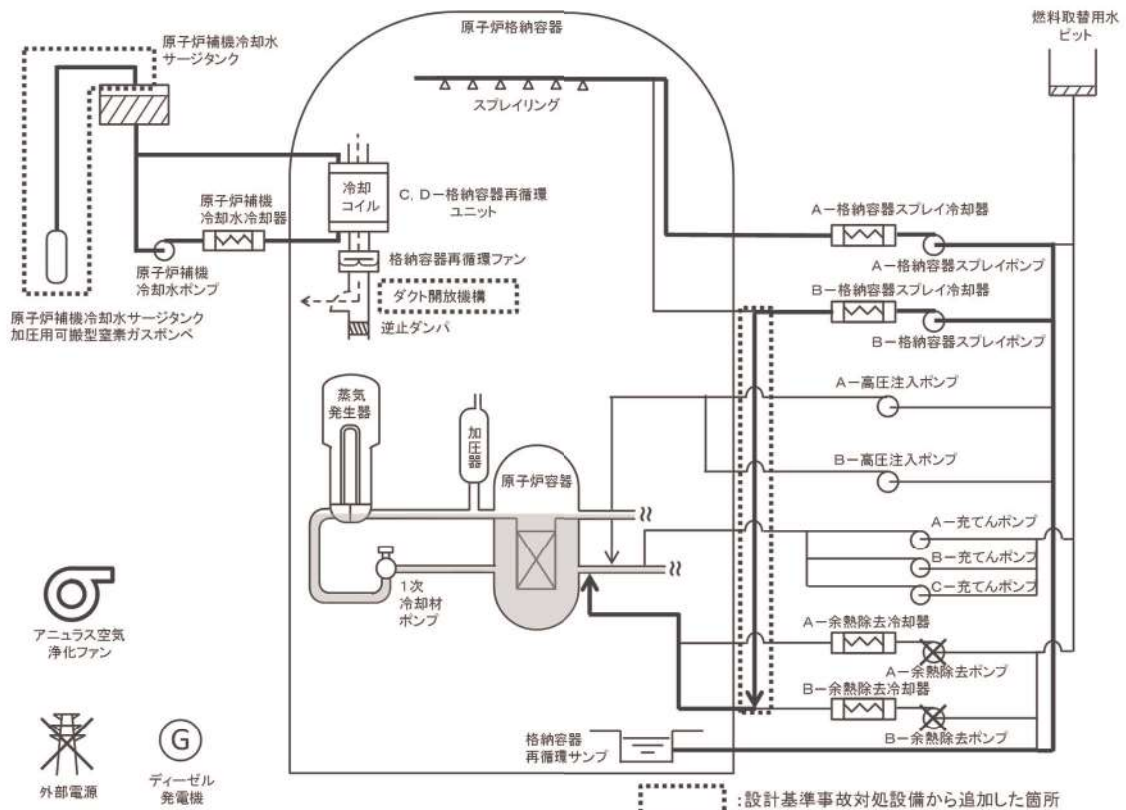 原子炉格納容器
燃料取替用水
ピット
原子炉補機冷却水
サージタンク
スプレイリング
冷却
コイル
C,D－格納容器再循環
ユニット
原子炉補機
冷却水冷却器
原子炉補機
冷却水ポンプ
格納容器再循環ファン
ダクト開放機構
逆止ダンパ
原子炉補機冷却水サージタンク
加圧用可搬型窒素ガスボンベ
A－格納容器スプレイ冷却器
A－格納容器スプレイポンプ
B－格納容器スプレイ冷却器
B－格納容器スプレイポンプ
A－高圧注入ポンプ
B－高圧注入ポンプ
蒸気
発生器
加圧器
原子炉容器
1次
冷却材
ポンプ
A－充てんポンプ
B－充てんポンプ
C－充てんポンプ
A－余熱除去冷却器
A－余熱除去ポンプ
B－余熱除去冷却器
B－余熱除去ポンプ
格納容器
再循環サンプ
アニュラス空気
浄化ファン
外部電源
G
ディーゼル
発電機
：設計基準事故対処設備から追加した箇所